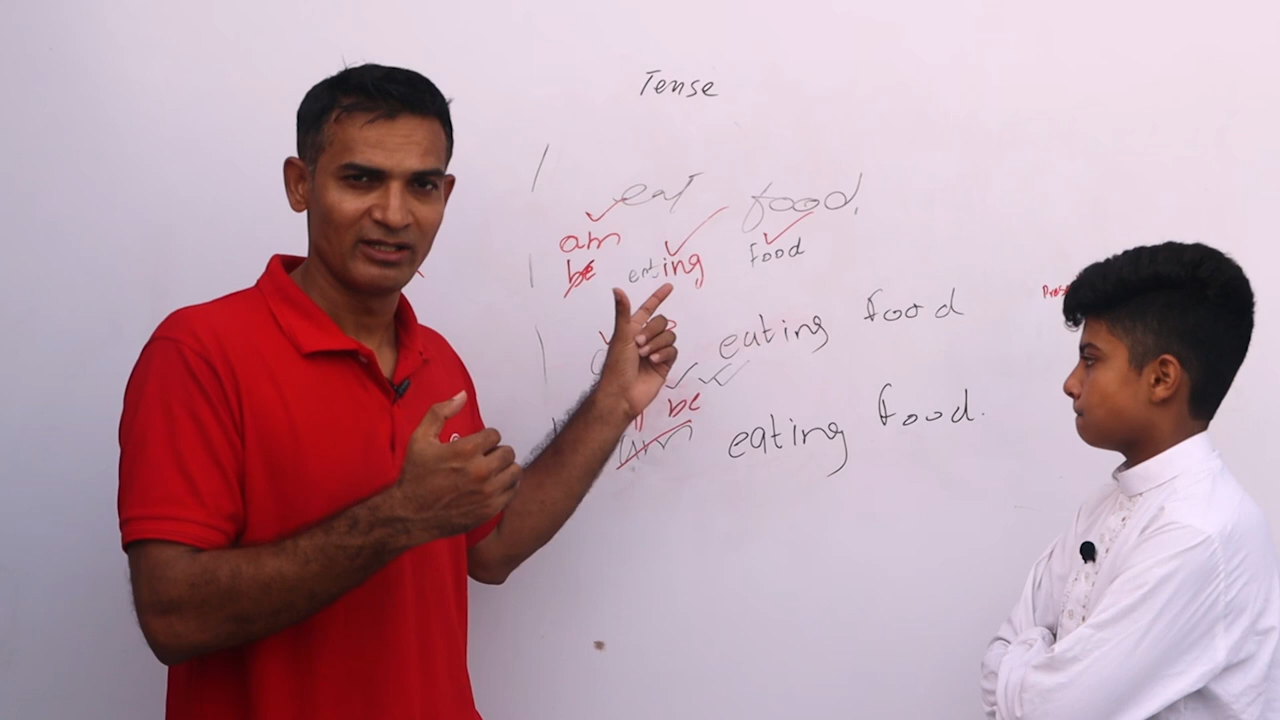 Tense
I eat food.
am
I be eating food
I eating food
be
am eating food.